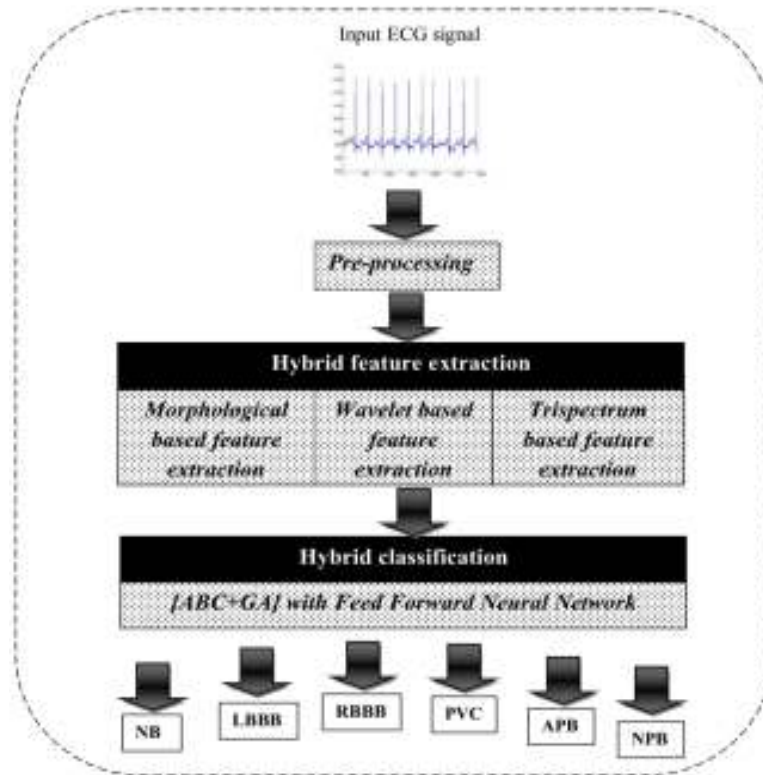 Input ECG signal
Pre-processing
Hybrid feature extraction
Morphological
based feature
extraction
Wavelet based
feature
extraction
Trispectrum
based feature
extraction
Hybrid classification
[ABC+GA] with Feed Forward Neural Network
NB
LBBB
RBBB
PVC
APB
NPB